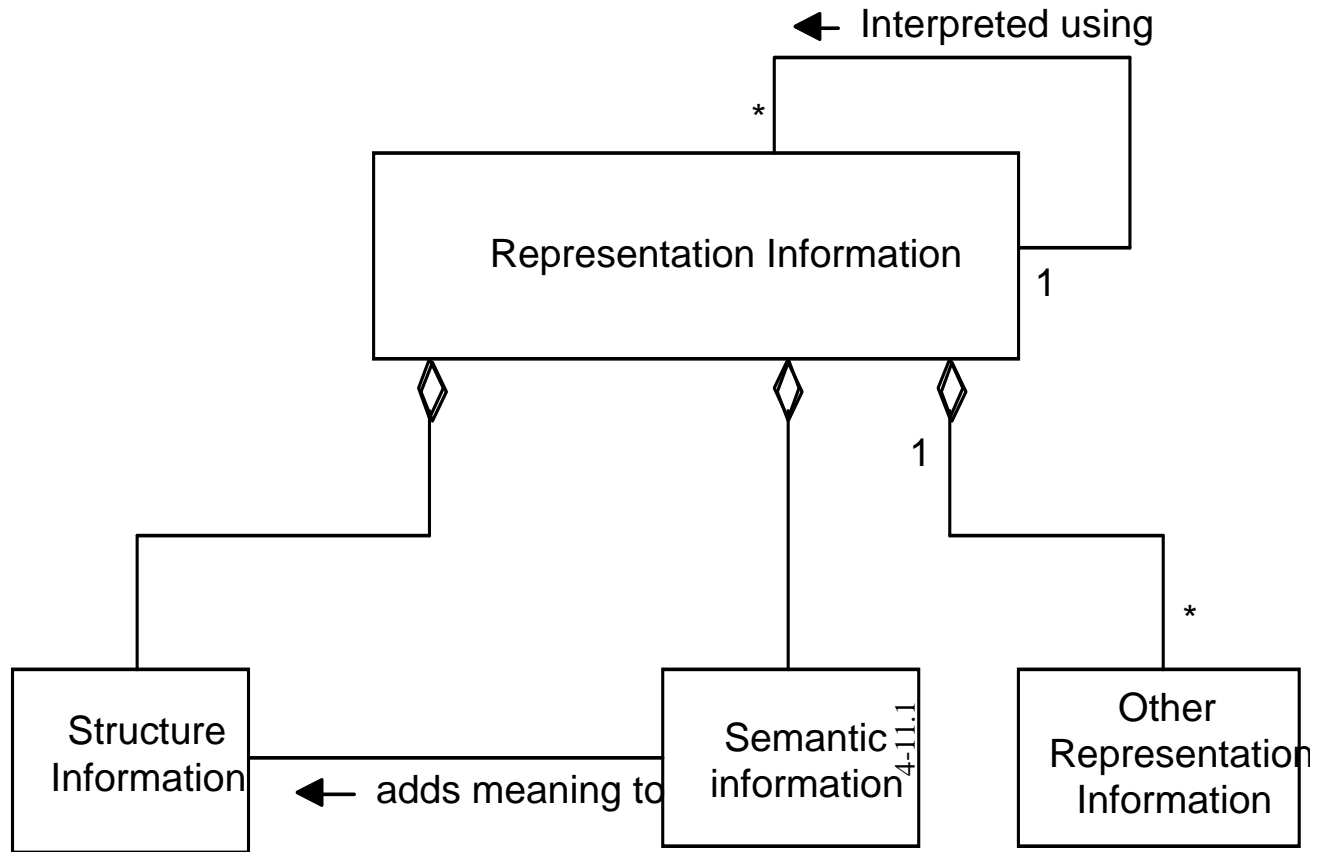 Interpreted using
*
Representation Information
1
1
*
Structure
Information
adds meaning to
Semantic
information
4-11.1
Other
Representation
Information